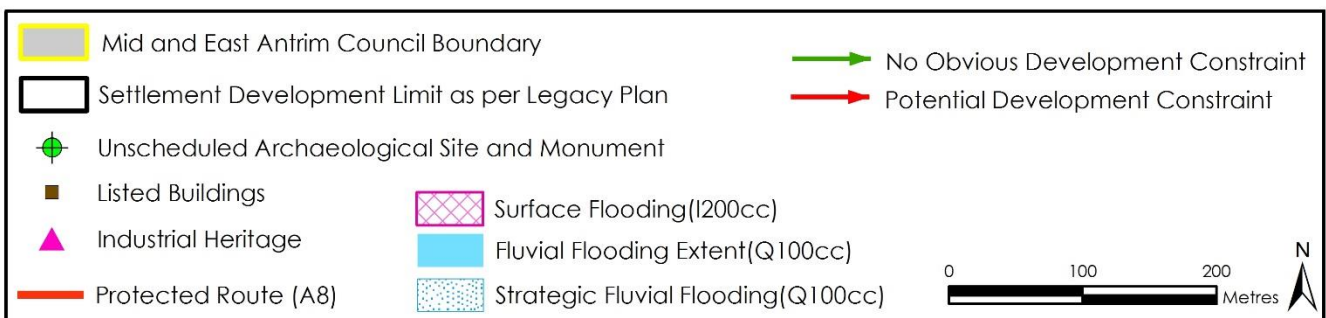 Mid and East Antrim Council Boundary
Settlement Development Limit as per Legacy Plan
Unscheduled Archaeological Site and Monument
Listed Buildings
Industrial Heritage
Protected Route (A8)
Surface Flooding(I200cc)
Fluvial Flooding Extent(Q100cc)
Strategic Fluvial Flooding(Q100cc)
No Obvious Development Constraint
Potential Development Constraint
0 100 200
Metres
N